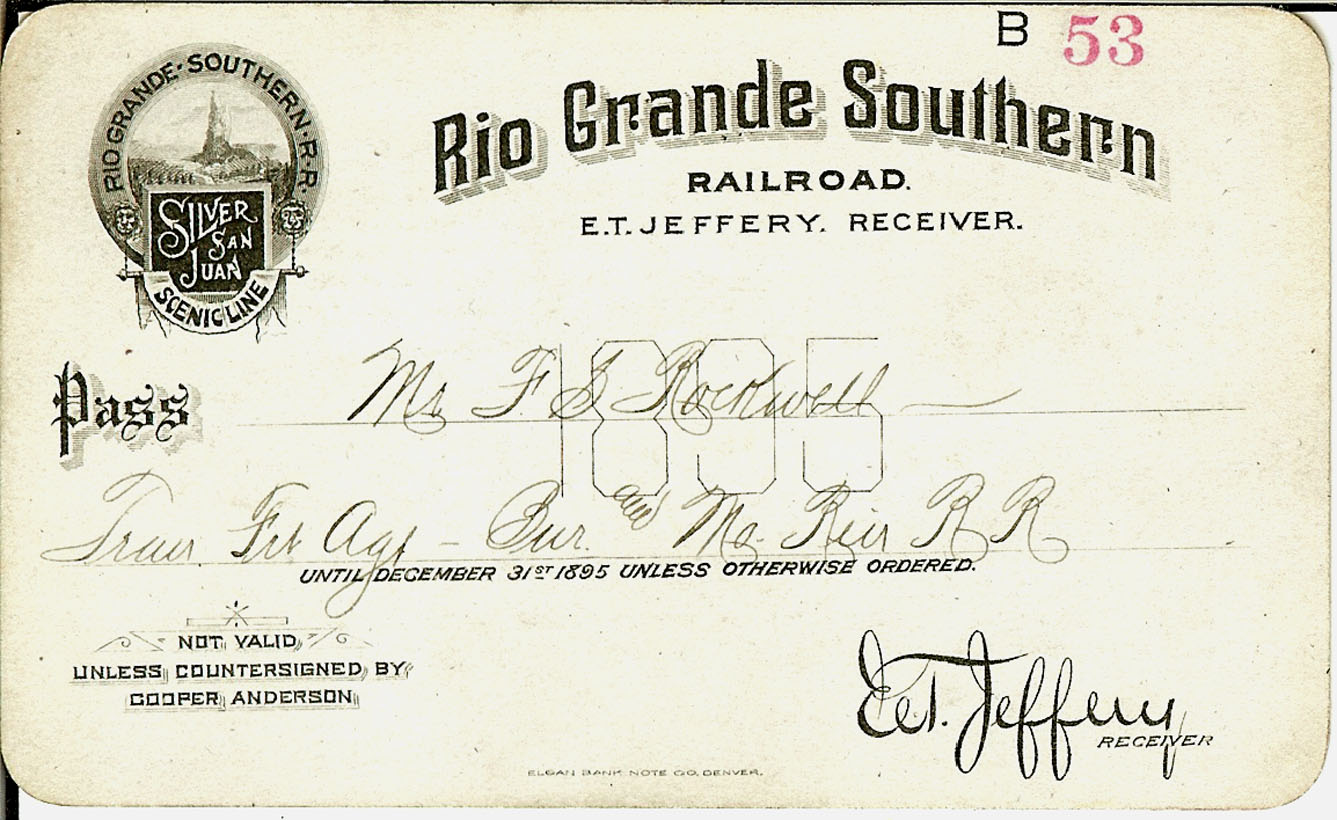 B 53
RIO GRANDE·SOUTHERN·R·R
SILVER
SAN
JUAN
SCENIC LINE
Rio Grande Southern
RAILROAD.
E.T. JEFFERY. RECEIVER.
1895
Pass Mr F S Rockwell
Trav Frt Agt - Bur. and Mo. Riv R R
UNTIL DECEMBER 31ST 1895 UNLESS OTHERWISE ORDERED.
NOT VALID
UNLESS COUNTERSIGNED BY
COOPER ANDERSON
E.T. Jeffery
RECEIVER
BANK NOTE CO. DENVER.